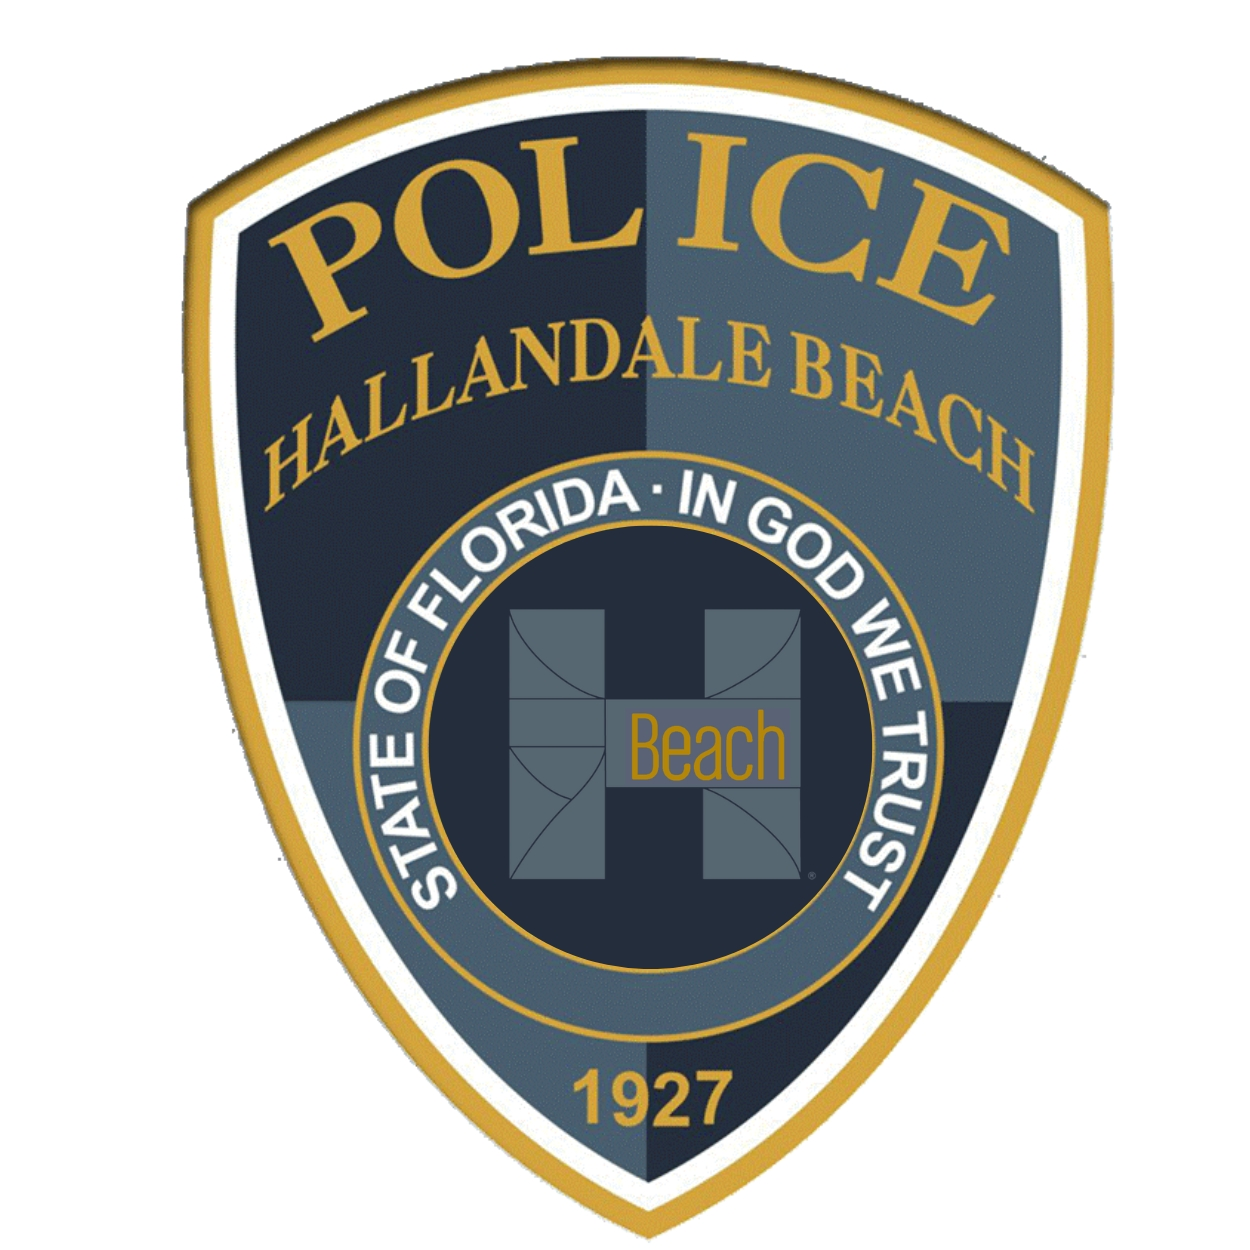 POLICE
HALLANDALE BEACH
STATE OF FLORIDA · IN GOD WE TRUST
H
Beach
®
1927